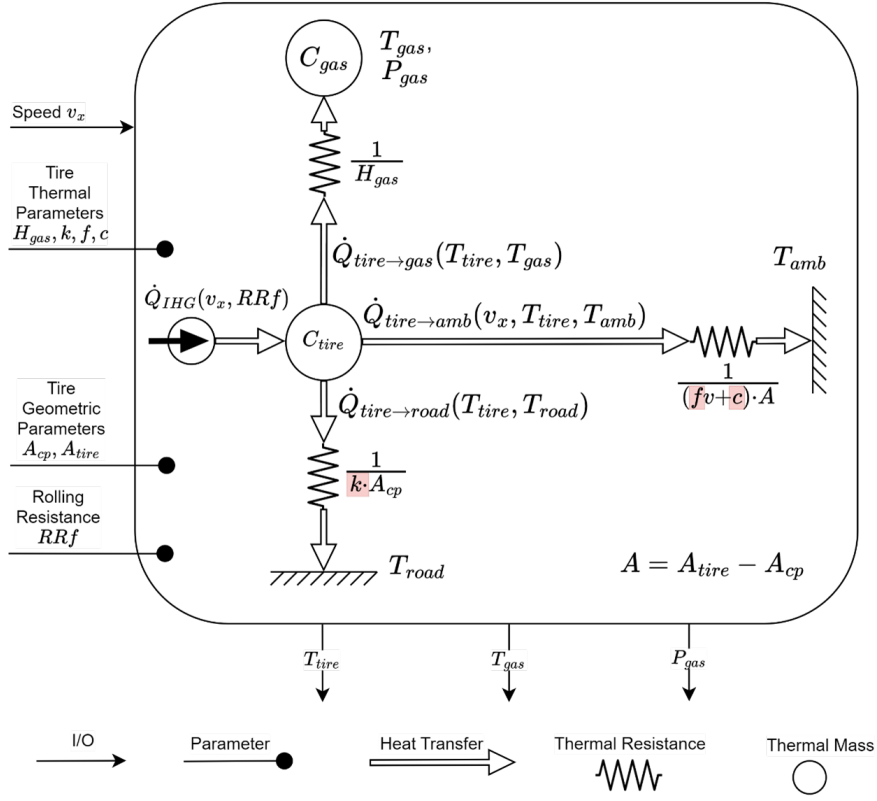 C_gas
T_gas,
P_gas
Speed v_x
1
H_gas
Tire
Thermal
Parameters
H_gas, k, f, c
Q̇_tire→gas(T_tire, T_gas)
T_amb
Q̇_IHG(v_x, RRf)
Q̇_tire→amb(v_x, T_tire, T_amb)
C_tire
1
(fv+c)·A
Tire
Geometric
Parameters
A_cp, A_tire
Q̇_tire→road(T_tire, T_road)
1
k·A_cp
Rolling
Resistance
RRf
T_road
A = A_tire − A_cp
T_tire
T_gas
P_gas
I/O
Parameter
Heat Transfer
Thermal Resistance
Thermal Mass